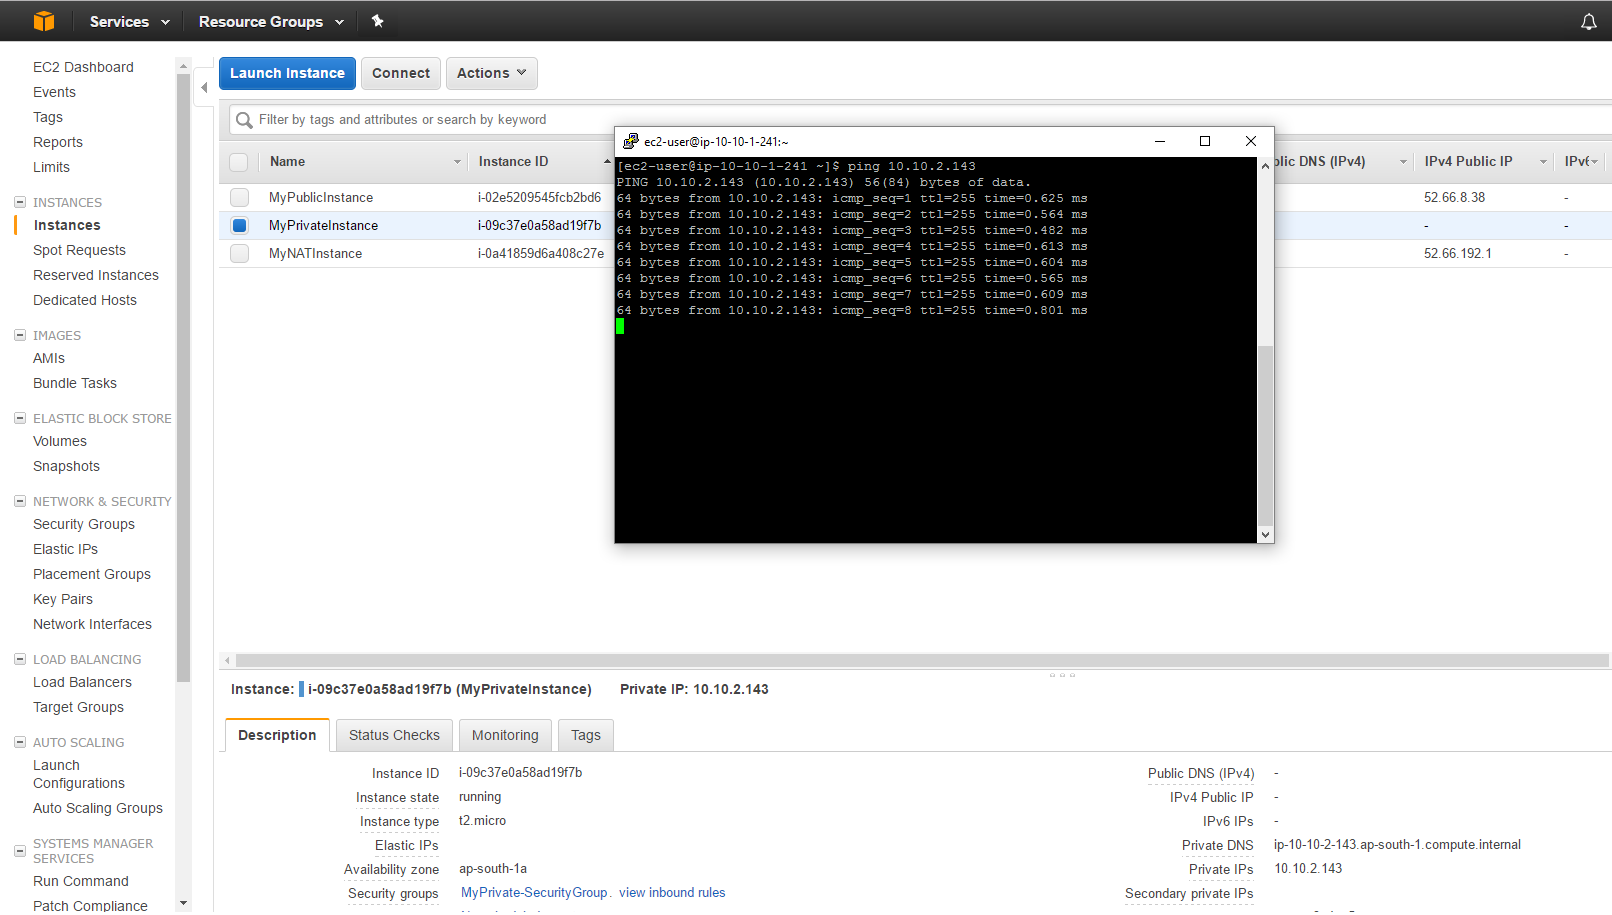 Services
Resource Groups
EC2 Dashboard
Events
Tags
Reports
Limits
INSTANCES
Instances
Spot Requests
Reserved Instances
Dedicated Hosts
IMAGES
AMIs
Bundle Tasks
ELASTIC BLOCK STORE
Volumes
Snapshots
NETWORK & SECURITY
Security Groups
Elastic IPs
Placement Groups
Key Pairs
Network Interfaces
LOAD BALANCING
Load Balancers
Target Groups
AUTO SCALING
Launch
Configurations
Auto Scaling Groups
SYSTEMS MANAGER
SERVICES
Run Command
Patch Compliance
Launch Instance
Connect
Actions
Filter by tags and attributes or search by keyword
Name
Instance ID
blic DNS (IPv4)
IPv4 Public IP
IPv6
MyPublicInstance
i-02e5209545fcb2bd6
52.66.8.38
-
MyPrivateInstance
i-09c37e0a58ad19f7b
-
-
MyNATInstance
i-0a41859d6a408c27e
52.66.192.1
-
ec2-user@ip-10-10-1-241:~
[ec2-user@ip-10-10-1-241 ~]$ ping 10.10.2.143
PING 10.10.2.143 (10.10.2.143) 56(84) bytes of data.
64 bytes from 10.10.2.143: icmp_seq=1 ttl=255 time=0.625 ms
64 bytes from 10.10.2.143: icmp_seq=2 ttl=255 time=0.564 ms
64 bytes from 10.10.2.143: icmp_seq=3 ttl=255 time=0.482 ms
64 bytes from 10.10.2.143: icmp_seq=4 ttl=255 time=0.613 ms
64 bytes from 10.10.2.143: icmp_seq=5 ttl=255 time=0.604 ms
64 bytes from 10.10.2.143: icmp_seq=6 ttl=255 time=0.565 ms
64 bytes from 10.10.2.143: icmp_seq=7 ttl=255 time=0.609 ms
64 bytes from 10.10.2.143: icmp_seq=8 ttl=255 time=0.801 ms
Instance: i-09c37e0a58ad19f7b (MyPrivateInstance) Private IP: 10.10.2.143
Description
Status Checks
Monitoring
Tags
Instance ID i-09c37e0a58ad19f7b
Instance state running
Instance type t2.micro
Elastic IPs
Availability zone ap-south-1a
Security groups MyPrivate-SecurityGroup. view inbound rules
Public DNS (IPv4) -
IPv4 Public IP -
IPv6 IPs -
Private DNS ip-10-10-2-143.ap-south-1.compute.internal
Private IPs 10.10.2.143
Secondary private IPs